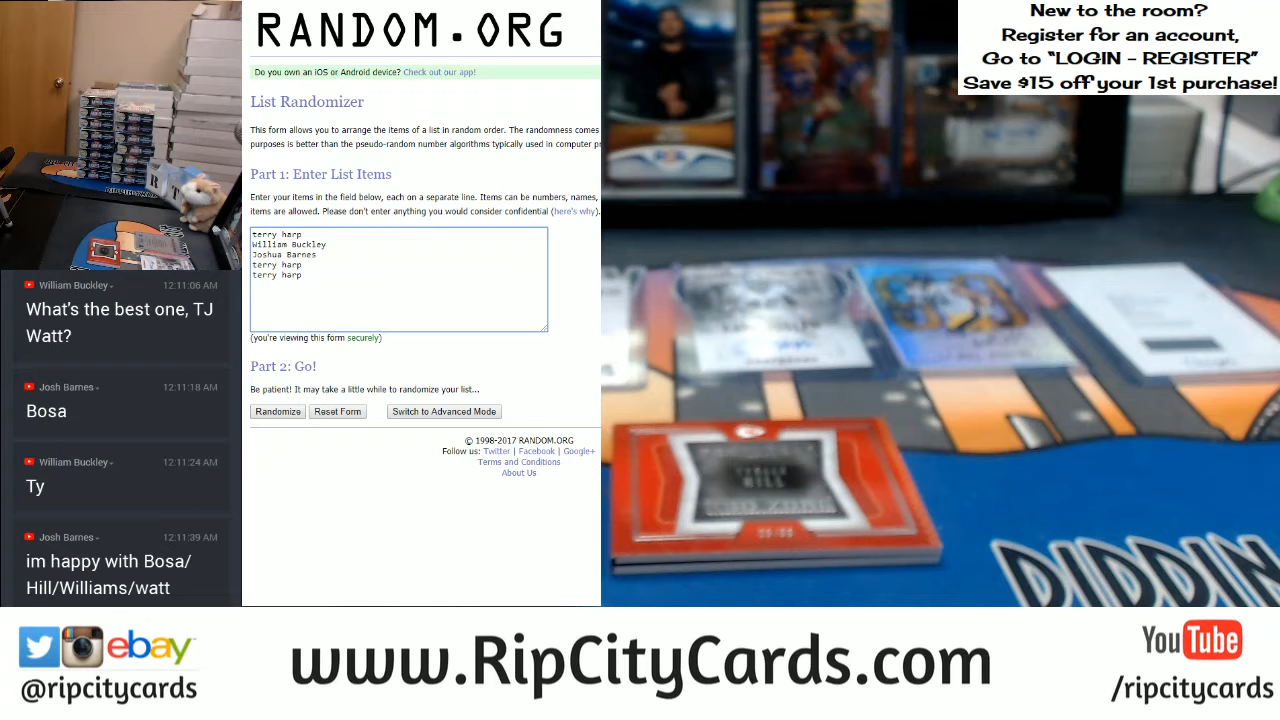 RANDOM.ORG
Do you own an iOS or Android device? Check out our app!
List Randomizer
This form allows you to arrange the items of a list in random order. The randomness comes
purposes is better than the pseudo-random number algorithms typically used in computer pr
Part 1: Enter List Items
Enter your items in the field below, each on a separate line. Items can be numbers, names,
items are allowed. Please don't enter anything you would consider confidential (here's why).
terry harp
William Buckley
Joshua Barnes
terry harp
terry harp
(you're viewing this form securely)
Part 2: Go!
Be patient! It may take a little while to randomize your list...
Randomize
Reset Form
Switch to Advanced Mode
© 1998-2017 RANDOM.ORG
Follow us: Twitter | Facebook | Google+
Terms and Conditions
About Us
William Buckley
12:11:06 AM
What's the best one, TJ
Watt?
Josh Barnes
12:11:18 AM
Bosa
William Buckley
12:11:24 AM
Ty
Josh Barnes
12:11:39 AM
im happy with Bosa/
Hill/Williams/watt
New to the room?
Register for an account,
Go to "LOGIN - REGISTER"
Save $15 off your 1st purchase!
HILL
ebay
@ripcitycards
www.RipCityCards.com
YouTube
/ripcitycards